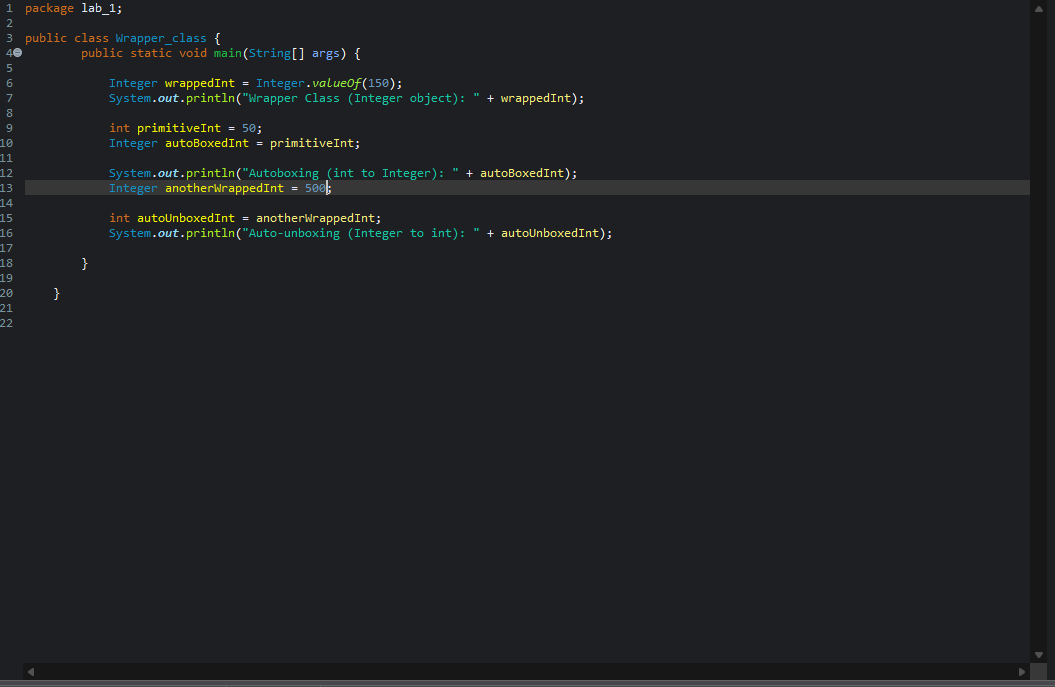 1 package lab_1;
2
3 public class Wrapper_class {
4 public static void main(String[] args) {
5
6 Integer wrappedInt = Integer.valueOf(150);
7 System.out.println("Wrapper Class (Integer object): " + wrappedInt);
8
9 int primitiveInt = 50;
10 Integer autoBoxedInt = primitiveInt;
11
12 System.out.println("Autoboxing (int to Integer): " + autoBoxedInt);
13 Integer anotherWrappedInt = 500;
14
15 int autoUnboxedInt = anotherWrappedInt;
16 System.out.println("Auto-unboxing (Integer to int): " + autoUnboxedInt);
17
18 }
19
20 }
21
22